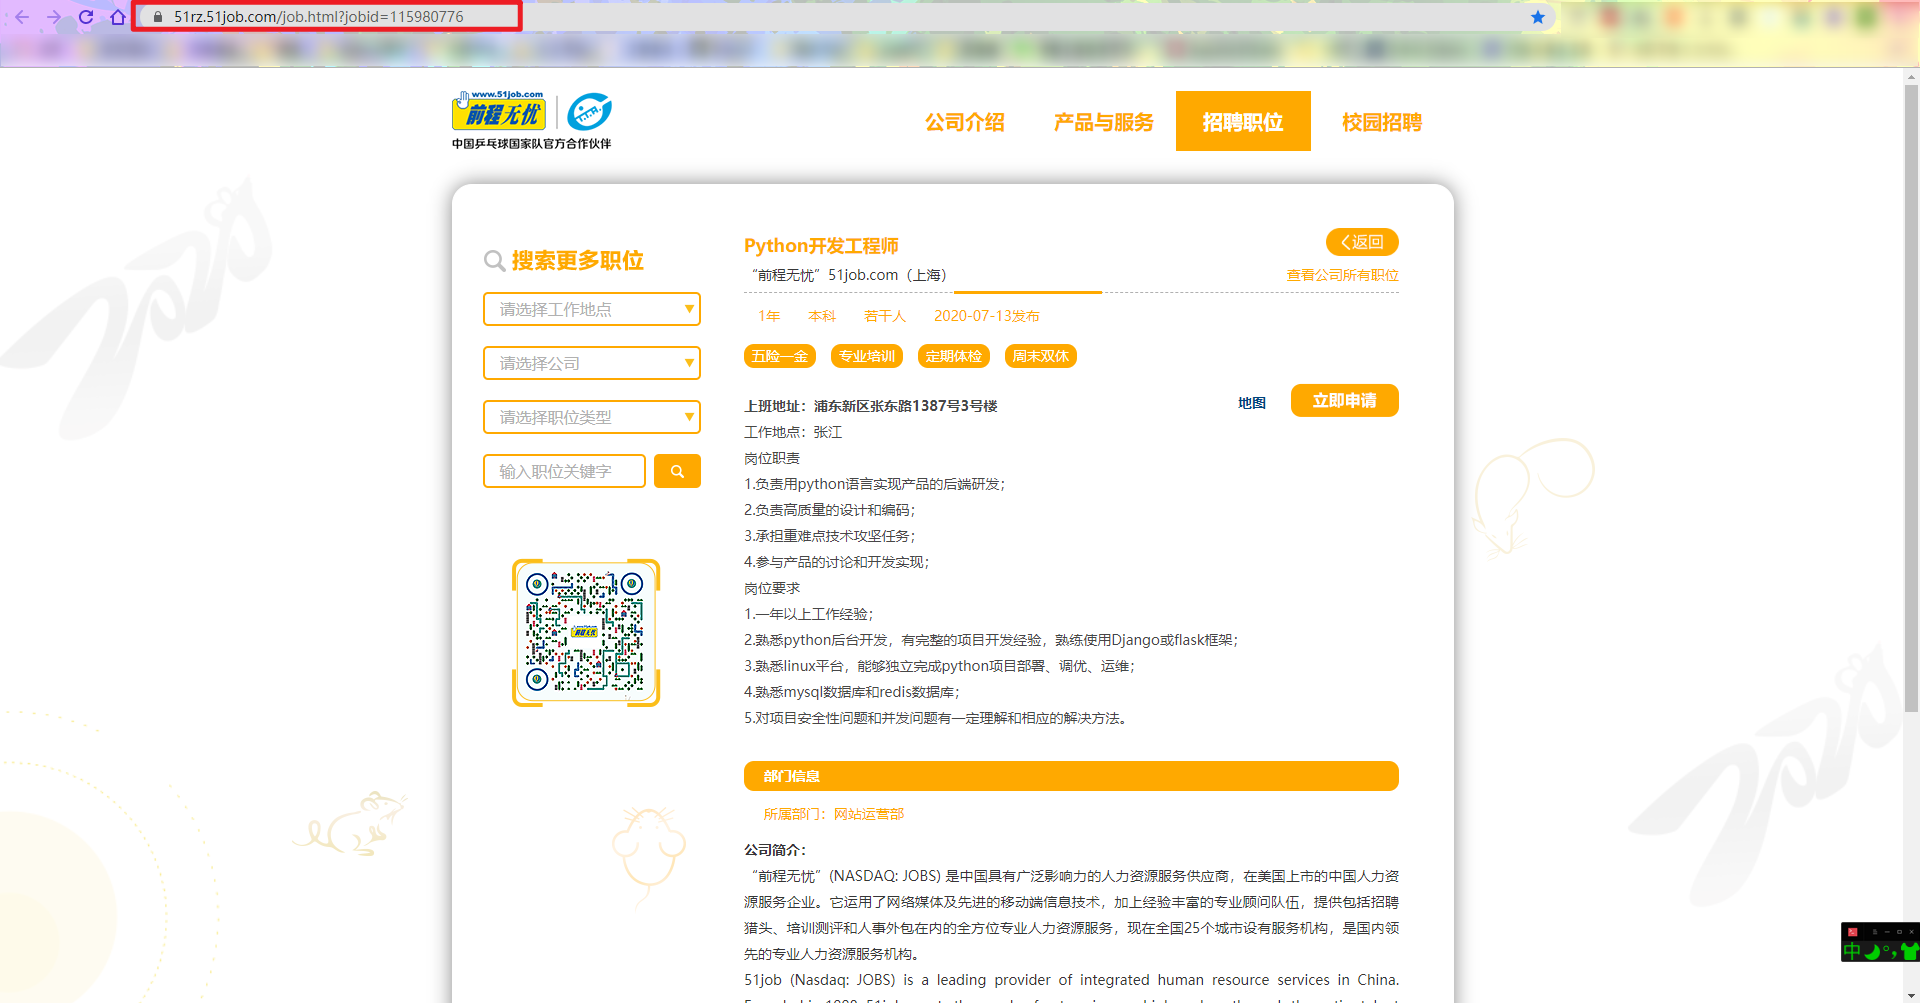 51rz.51job.com/job.html?jobid=115980776
www.51job.com
前程无忧
中国乒乓球国家队官方合作伙伴
公司介绍
产品与服务
招聘职位
校园招聘
搜索更多职位
请选择工作地点
请选择公司
请选择职位类型
输入职位关键字
前程无忧
Python开发工程师
返回
“前程无忧”51job.com（上海）
查看公司所有职位
1年 本科 若干人 2020-07-13发布
五险一金 专业培训 定期体检 周末双休
上班地址：浦东新区张东路1387号3号楼
地图
立即申请
工作地点：张江
岗位职责
1.负责用python语言实现产品的后端研发；
2.负责高质量的设计和编码；
3.承担重难点技术攻坚任务；
4.参与产品的讨论和开发实现；
岗位要求
1.一年以上工作经验；
2.熟悉python后台开发，有完整的项目开发经验，熟练使用Django或flask框架；
3.熟悉linux平台，能够独立完成python项目部署、调优、运维；
4.熟悉mysql数据库和redis数据库；
5.对项目安全性问题和并发问题有一定理解和相应的解决方法。
部门信息
所属部门：网站运营部
公司简介：
“前程无忧”(NASDAQ: JOBS) 是中国具有广泛影响力的人力资源服务供应商，在美国上市的中国人力资
源服务企业。它运用了网络媒体及先进的移动端信息技术，加上经验丰富的专业顾问队伍，提供包括招聘
猎头、培训测评和人事外包在内的全方位专业人力资源服务，现在全国25个城市设有服务机构，是国内领
先的专业人力资源服务机构。
51job (Nasdaq: JOBS) is a leading provider of integrated human resource services in China.
中